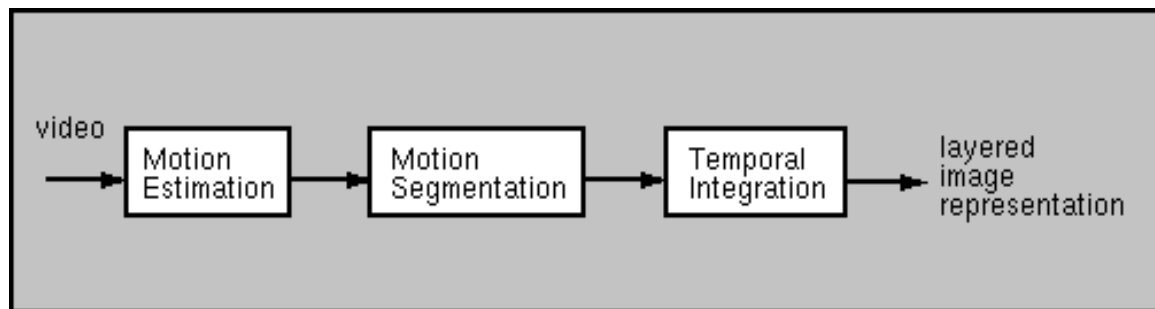 video
Motion
Estimation
Motion
Segmentation
Temporal
Integration
layered
image
representation